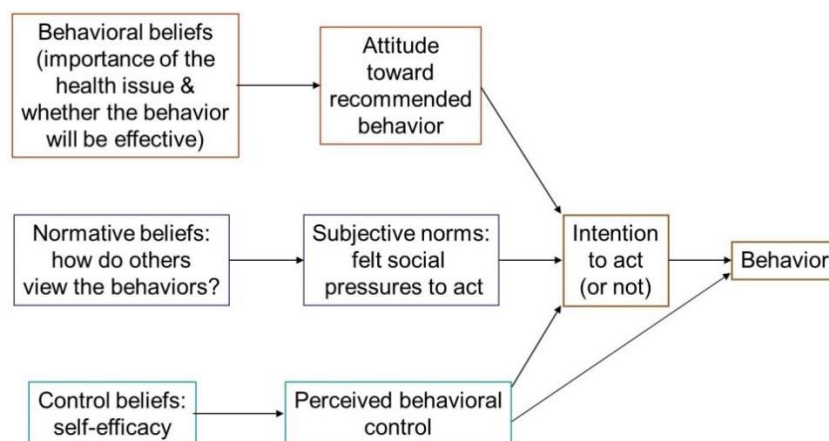 Behavioral beliefs
(importance of the
health issue &
whether the behavior
will be effective)
Attitude
toward
recommended
behavior
Normative beliefs:
how do others
view the behaviors?
Subjective norms:
felt social
pressures to act
Intention
to act
(or not)
Behavior
Control beliefs:
self-efficacy
Perceived behavioral
control